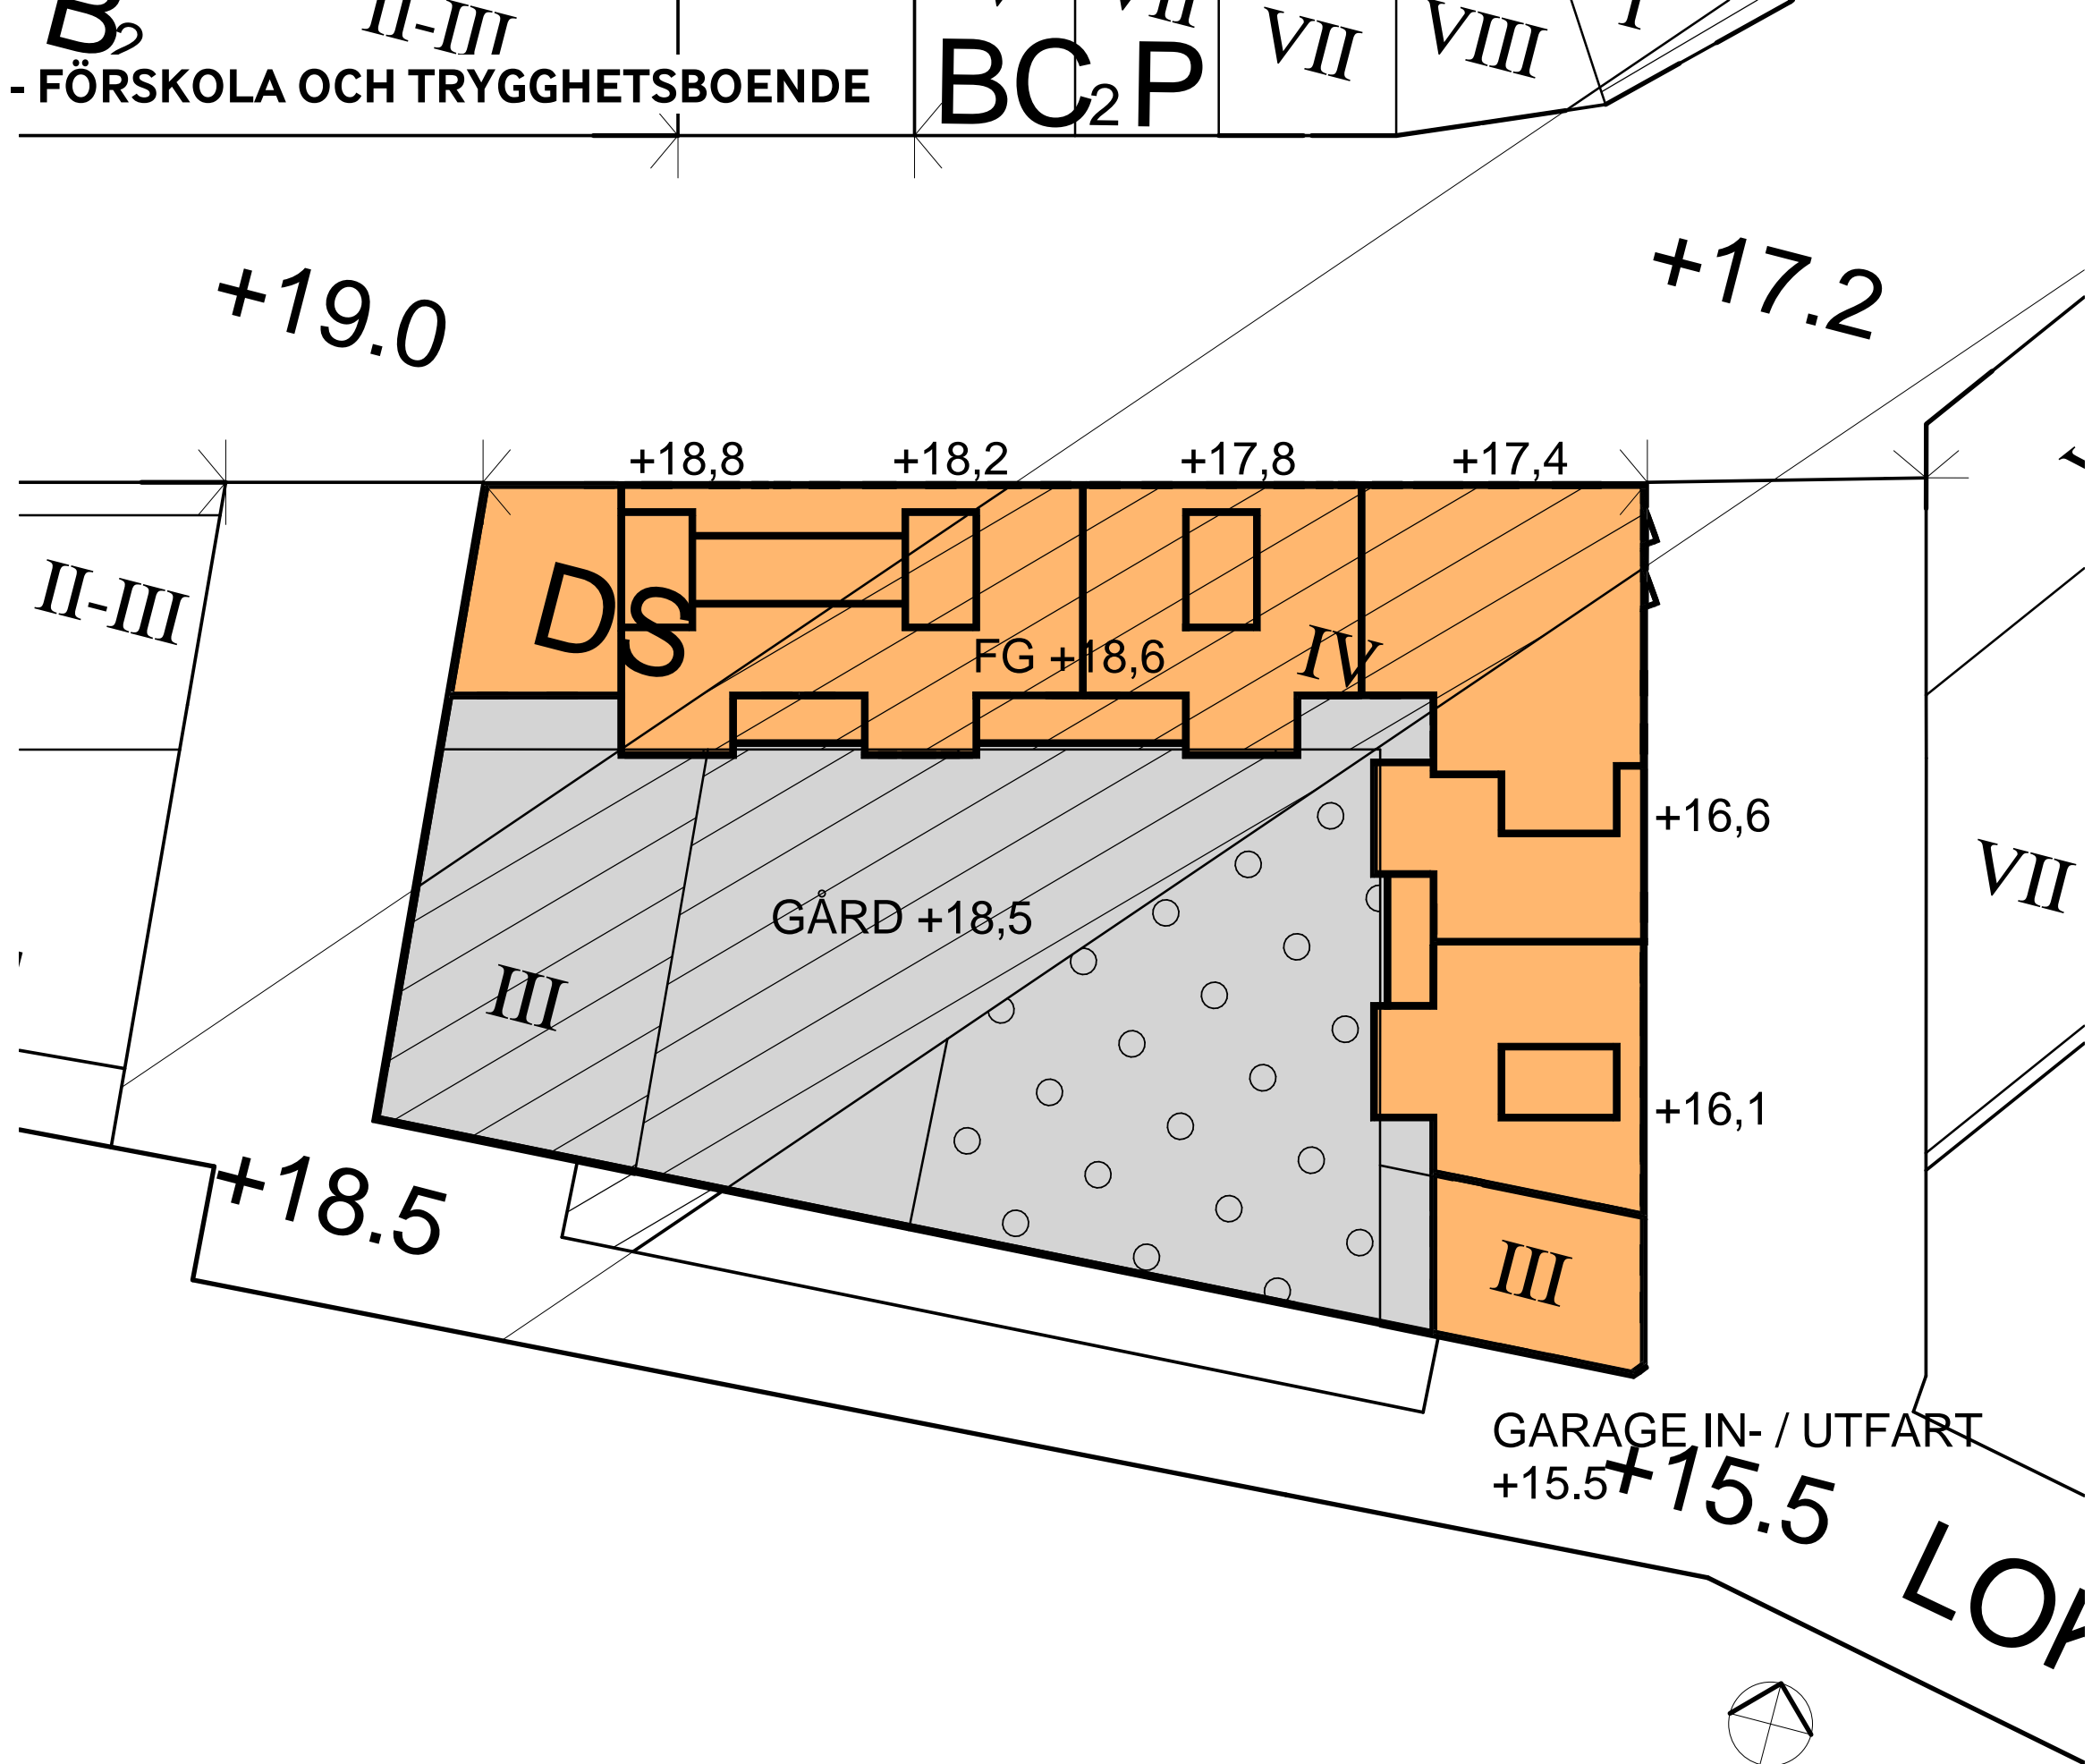 B2
II-III
- FÖRSKOLA OCH TRYGGHETSBOENDE
BC2 P
VII
VIII
I
+19.0
+17.2
+18,8
+18,2
+17,8
+17,4
II-III
DS
FG +18,6
IV
+16,6
VII
GÅRD +18,5
III
+16,1
+18.5
III
GARAGE IN- / UTFART
+15.5
+15.5